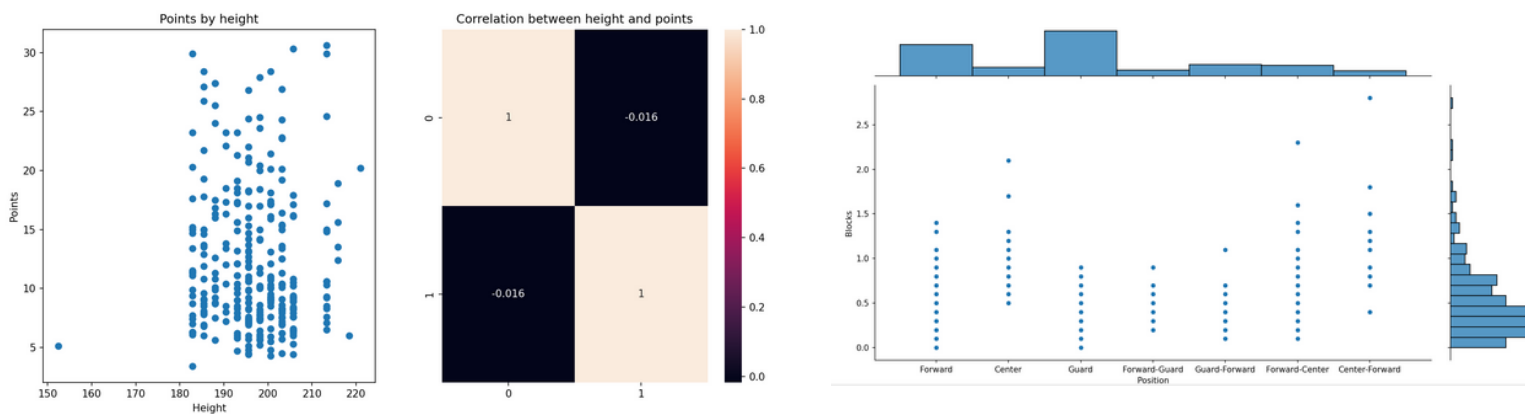 Points by height
Points
30
25
20
15
10
5
150 160 170 180 190 200 210 220
Height
Correlation between height and points
0
1
1 -0.016
-0.016 1
0 1
1.0
0.8
0.6
0.4
0.2
0.0
Blocks
2.5
2.0
1.5
1.0
0.5
0.0
Forward Center Guard Forward-Guard Guard-Forward Forward-Center Center-Forward
Position